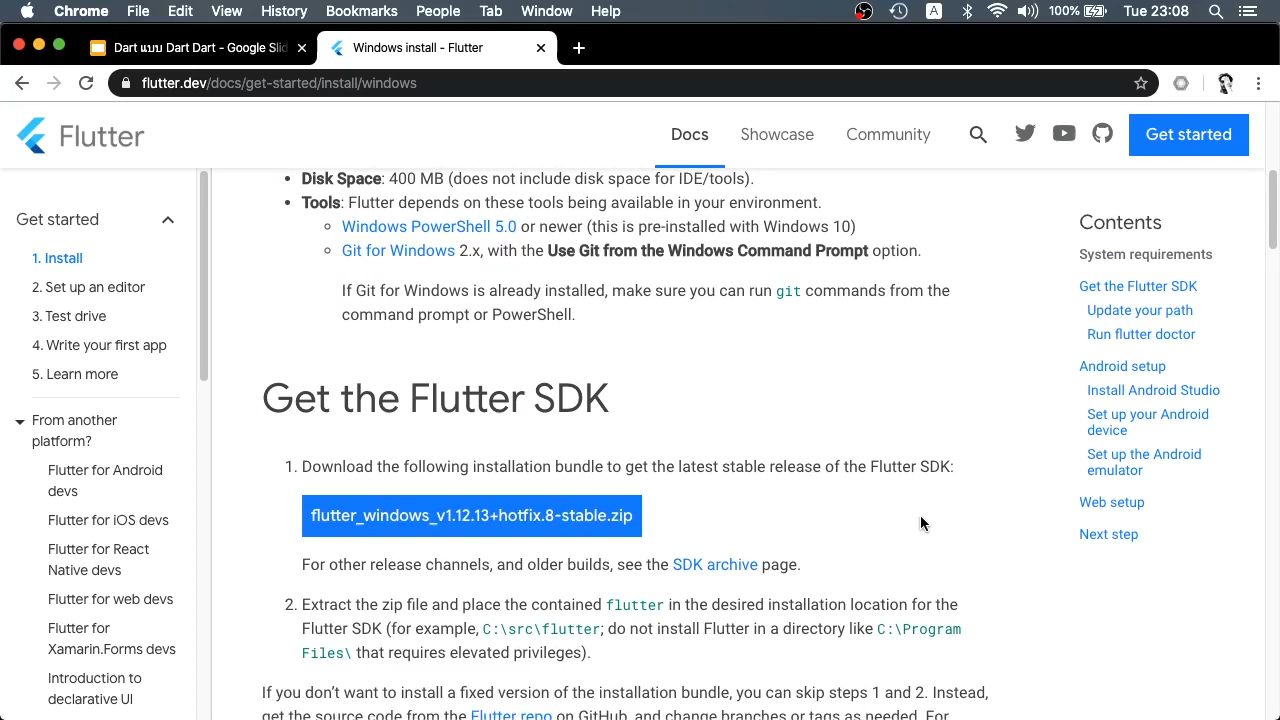 Chrome File Edit View History Bookmarks People Tab Window Help A 100% Tue 23:08
Dart แบบ Dart Dart - Google Slid
Windows install - Flutter
flutter.dev/docs/get-started/install/windows
Flutter
Docs Showcase Community Get started
Get started
1. Install
2. Set up an editor
3. Test drive
4. Write your first app
5. Learn more
From another
platform?
Flutter for Android
devs
Flutter for iOS devs
Flutter for React
Native devs
Flutter for web devs
Flutter for
Xamarin.Forms devs
Introduction to
declarative UI
• Disk Space: 400 MB (does not include disk space for IDE/tools).
• Tools: Flutter depends on these tools being available in your environment.
◦ Windows PowerShell 5.0 or newer (this is pre-installed with Windows 10)
◦ Git for Windows 2.x, with the Use Git from the Windows Command Prompt option.
If Git for Windows is already installed, make sure you can run git commands from the
command prompt or PowerShell.
Get the Flutter SDK
1. Download the following installation bundle to get the latest stable release of the Flutter SDK:
flutter_windows_v1.12.13+hotfix.8-stable.zip
For other release channels, and older builds, see the SDK archive page.
2. Extract the zip file and place the contained flutter in the desired installation location for the
Flutter SDK (for example, C:\src\flutter; do not install Flutter in a directory like C:\Program
Files\ that requires elevated privileges).
If you don’t want to install a fixed version of the installation bundle, you can skip steps 1 and 2. Instead,
get the source code from the Flutter repo on GitHub, and change branches or tags as needed. For
Contents
System requirements
Get the Flutter SDK
Update your path
Run flutter doctor
Android setup
Install Android Studio
Set up your Android
device
Set up the Android
emulator
Web setup
Next step